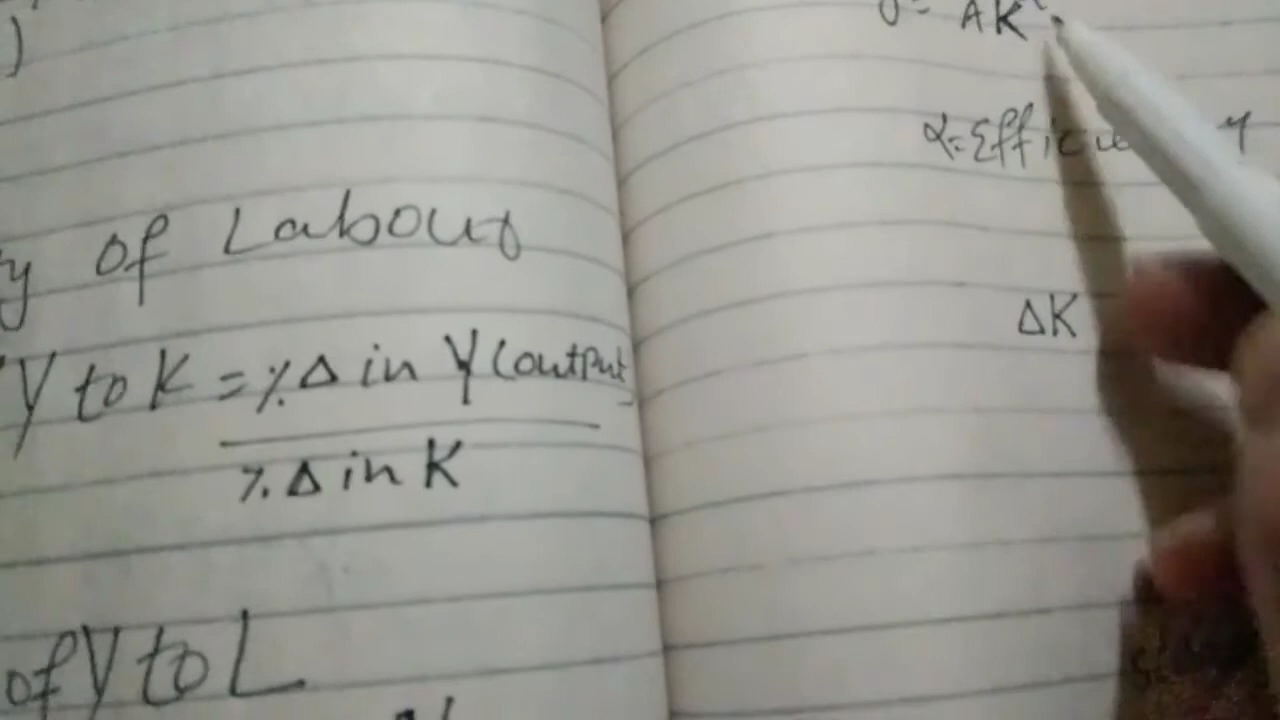 )
y of Labour
Y to K = % Δ in Y (output
% Δ in K
of Y to L
AK
α = Effic
ΔK